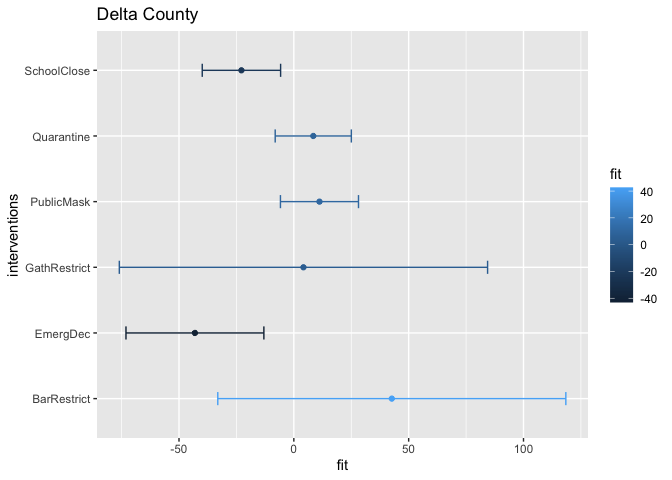 Delta County
SchoolClose
Quarantine
PublicMask
GathRestrict
EmergDec
BarRestrict
interventions
-50
0
50
100
fit
fit
40
20
0
-20
-40